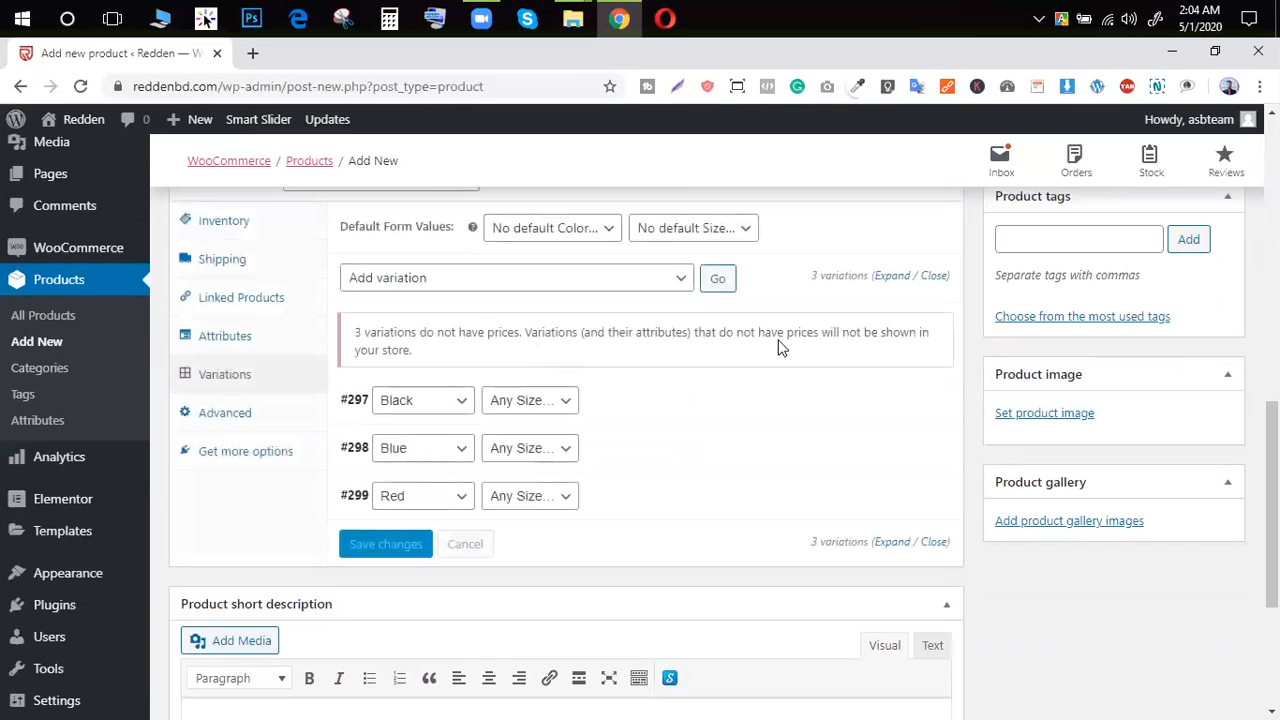 2:04 AM
5/1/2020
Add new product ‹ Redden — W
reddenbd.com/wp-admin/post-new.php?post_type=product
Redden
0
New
Smart Slider
Updates
Howdy, asbteam
Media
Pages
Comments
WooCommerce
Products
All Products
Add New
Categories
Tags
Attributes
Analytics
Elementor
Templates
Appearance
Plugins
Users
Tools
Settings
WooCommerce / Products / Add New
Inbox
Orders
Stock
Reviews
Inventory
Shipping
Linked Products
Attributes
Variations
Advanced
Get more options
Default Form Values:
No default Color...
No default Size...
Add variation
Go
3 variations (Expand / Close)
3 variations do not have prices. Variations (and their attributes) that do not have prices will not be shown in
your store.
#297 Black Any Size...
#298 Blue Any Size...
#299 Red Any Size...
Save changes
Cancel
3 variations (Expand / Close)
Product short description
Add Media
Visual
Text
Paragraph
Product tags
Add
Separate tags with commas
Choose from the most used tags
Product image
Set product image
Product gallery
Add product gallery images